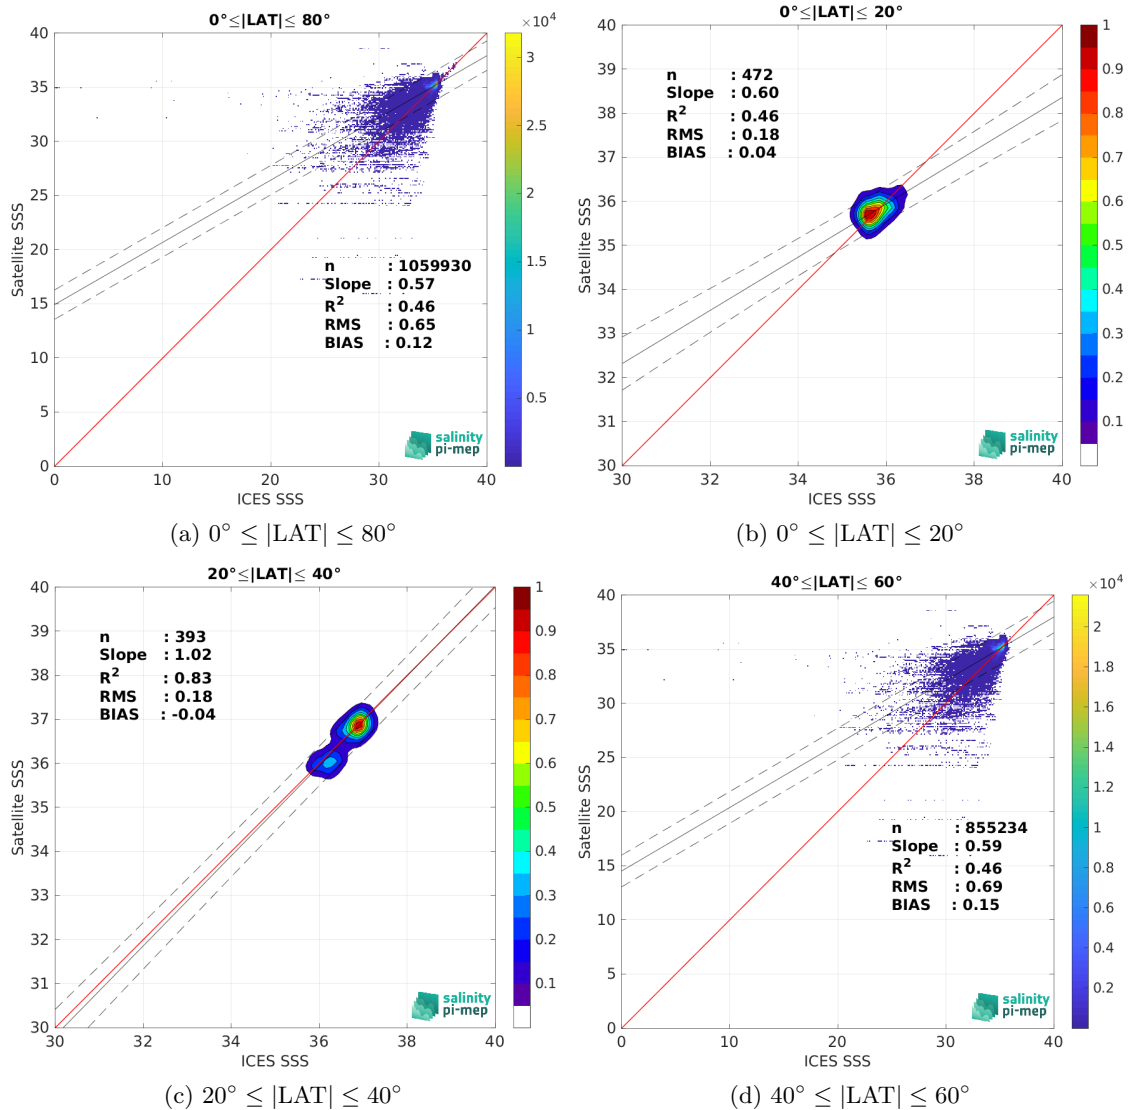 0°≤|LAT|≤ 80°
×10⁴
40
35
30
25
20
15
10
5
0
Satellite SSS
n : 1059930
Slope : 0.57
R² : 0.46
RMS : 0.65
BIAS : 0.12
salinity
pi-mep
0 10 20 30 40
ICES SSS
3
2.5
2
1.5
1
0.5
(a) 0° ≤ |LAT| ≤ 80°
0°≤|LAT|≤ 20°
40
39
38
37
36
35
34
33
32
31
30
Satellite SSS
n : 472
Slope : 0.60
R² : 0.46
RMS : 0.18
BIAS : 0.04
salinity
pi-mep
30 32 34 36 38 40
ICES SSS
1
0.9
0.8
0.7
0.6
0.5
0.4
0.3
0.2
0.1
(b) 0° ≤ |LAT| ≤ 20°
20°≤|LAT|≤ 40°
40
39
38
37
36
35
34
33
32
31
30
Satellite SSS
n : 393
Slope : 1.02
R² : 0.83
RMS : 0.18
BIAS : -0.04
salinity
pi-mep
30 32 34 36 38 40
ICES SSS
1
0.9
0.8
0.7
0.6
0.5
0.4
0.3
0.2
0.1
(c) 20° ≤ |LAT| ≤ 40°
40°≤|LAT|≤ 60°
×10⁴
40
35
30
25
20
15
10
5
0
Satellite SSS
n : 855234
Slope : 0.59
R² : 0.46
RMS : 0.69
BIAS : 0.15
salinity
pi-mep
0 10 20 30 40
ICES SSS
2
1.8
1.6
1.4
1.2
1
0.8
0.6
0.4
0.2
(d) 40° ≤ |LAT| ≤ 60°